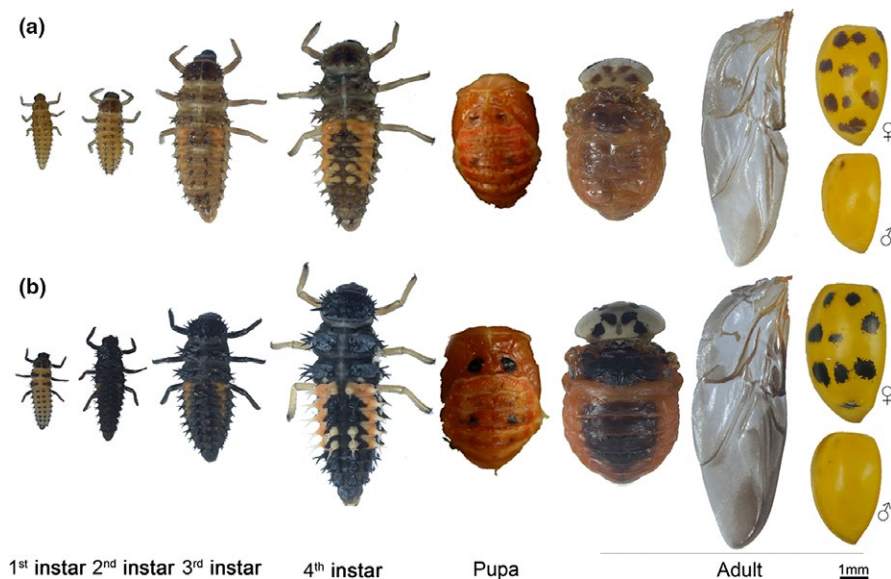 (a)
♀
♂
(b)
♀
♂
1st instar 2nd instar 3rd instar 4th instar Pupa Adult 1mm